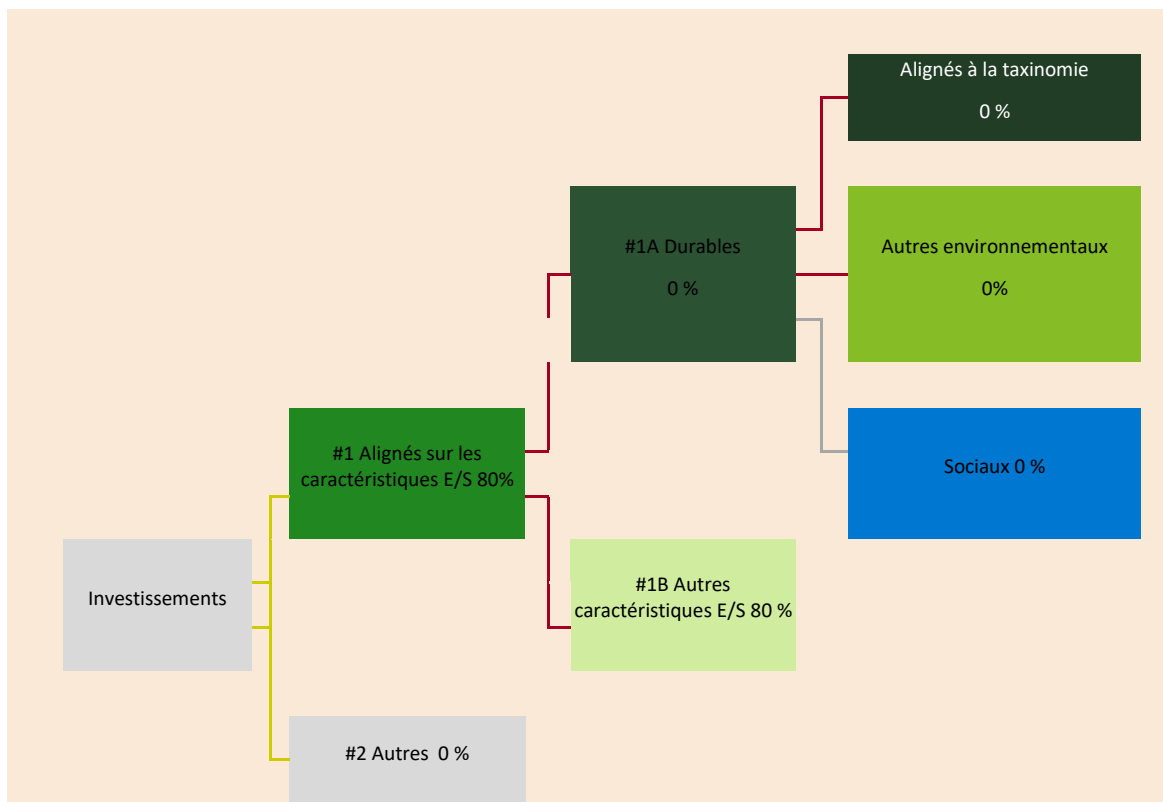 Alignés à la taxinomie
0 %
#1A Durables
0 %
Autres environnementaux
0%
#1 Alignés sur les
caractéristiques E/S 80%
Sociaux 0 %
Investissements
#1B Autres
caractéristiques E/S 80 %
#2 Autres 0 %